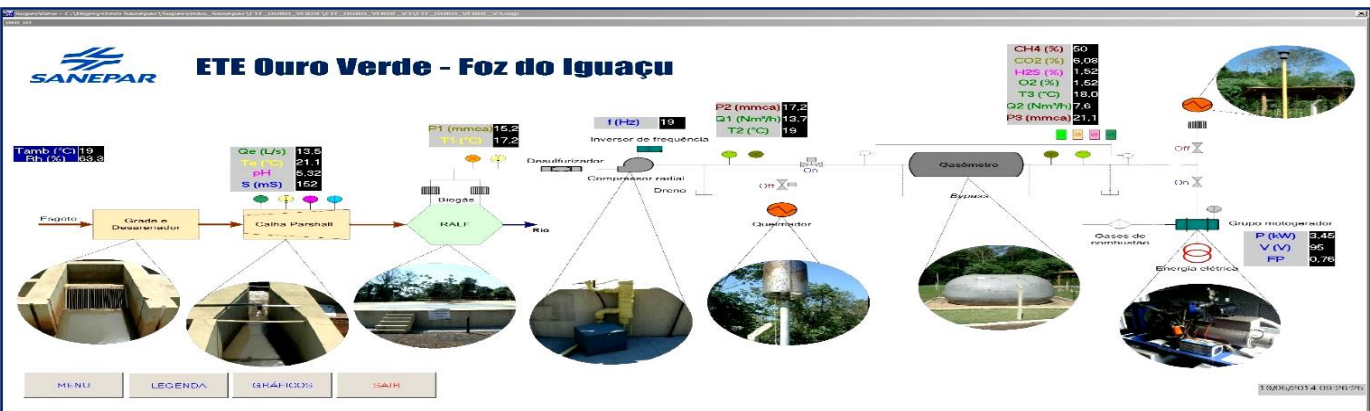 SANEPAR
ETE Ouro Verde - Foz do Iguaçu
CH4 (%) 50
CO2 (%) 6,08
H2S (%) 1,52
O2 (%) 1,52
T3 (°C) 18,0
Q2 (Nm³/h) 7,6
P3 (mmca) 21,1
P2 (mmca) 17,2
Q1 (Nm³/h) 13,7
T2 (°C) 19
f (Hz) 19
Inversor de frequência
P1 (mmca) 15,2
T1 (°C) 17,2
Tamb (°C) 19
Rh (%) 63,3
Qe (L/s) 13,5
Te (°C) 21,1
pH 5,32
S (mS) 152
Desulfurizador
Compressor radial
Dreno
On
Off
Gasômetro
Bypass
Off
On
Biogás
Esgoto
Grade e
Desarenador
Calha Parshall
RALF
Rio
Queimador
Gases de
combustão
Grupo motogerador
P (kW) 3,45
V (V) 95
FP 0,76
Energia elétrica
MENU
LEGENDA
GRÁFICOS
SAIR
13/05/2014 09:26:25